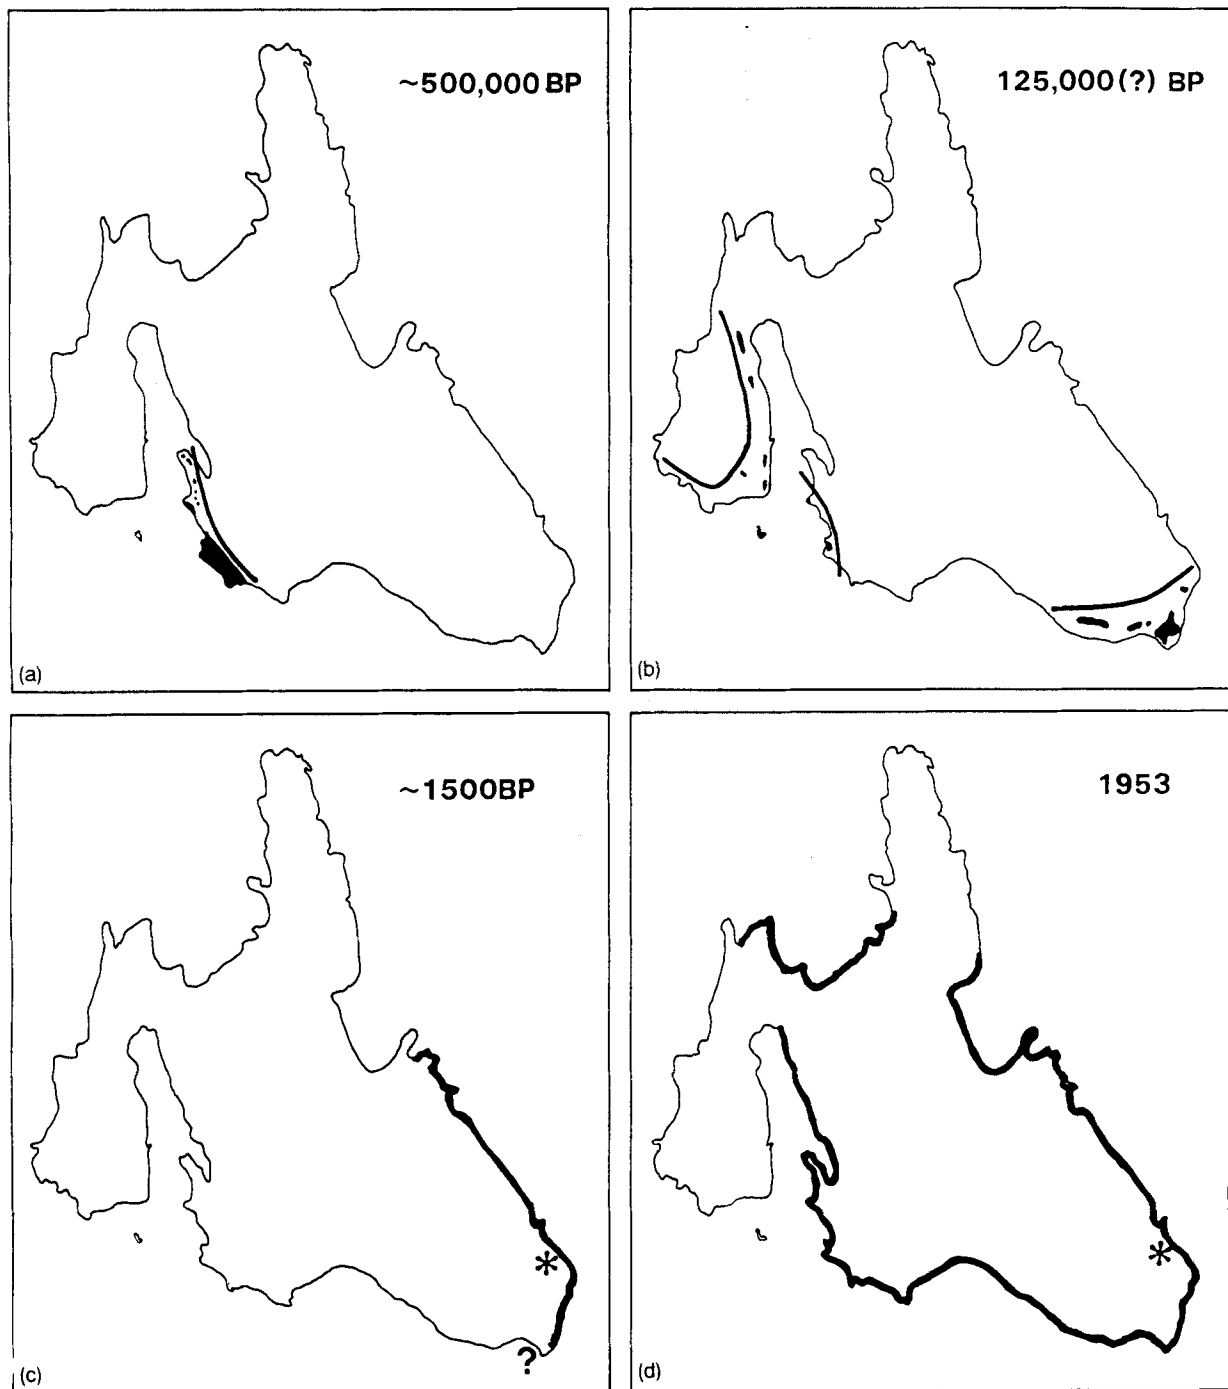 ~500,000 BP
(a)
125,000(?) BP
(b)
~1500BP
*
?
(c)
1953
*
(d)